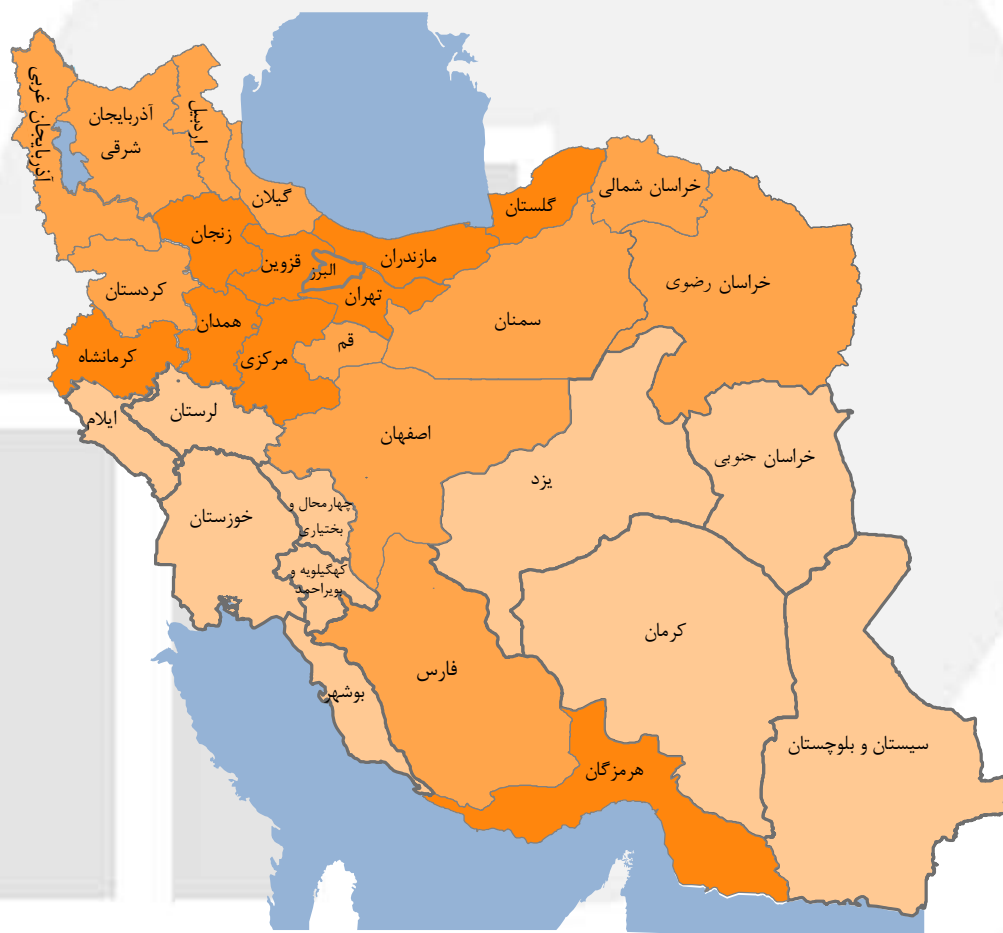 آذربایجان غربی
آذربایجان
شرقی
اردبیل
گیلان
زنجان
قزوین
البرز
مازندران
تهران
گلستان
خراسان شمالی
خراسان رضوی
سمنان
کردستان
همدان
کرمانشاه
مرکزی
قم
ایلام
لرستان
اصفهان
یزد
خراسان جنوبی
خوزستان
چهارمحال و
بختیاری
کهگیلویه و
بویراحمد
کرمان
فارس
بوشهر
سیستان و بلوچستان
هرمزگان